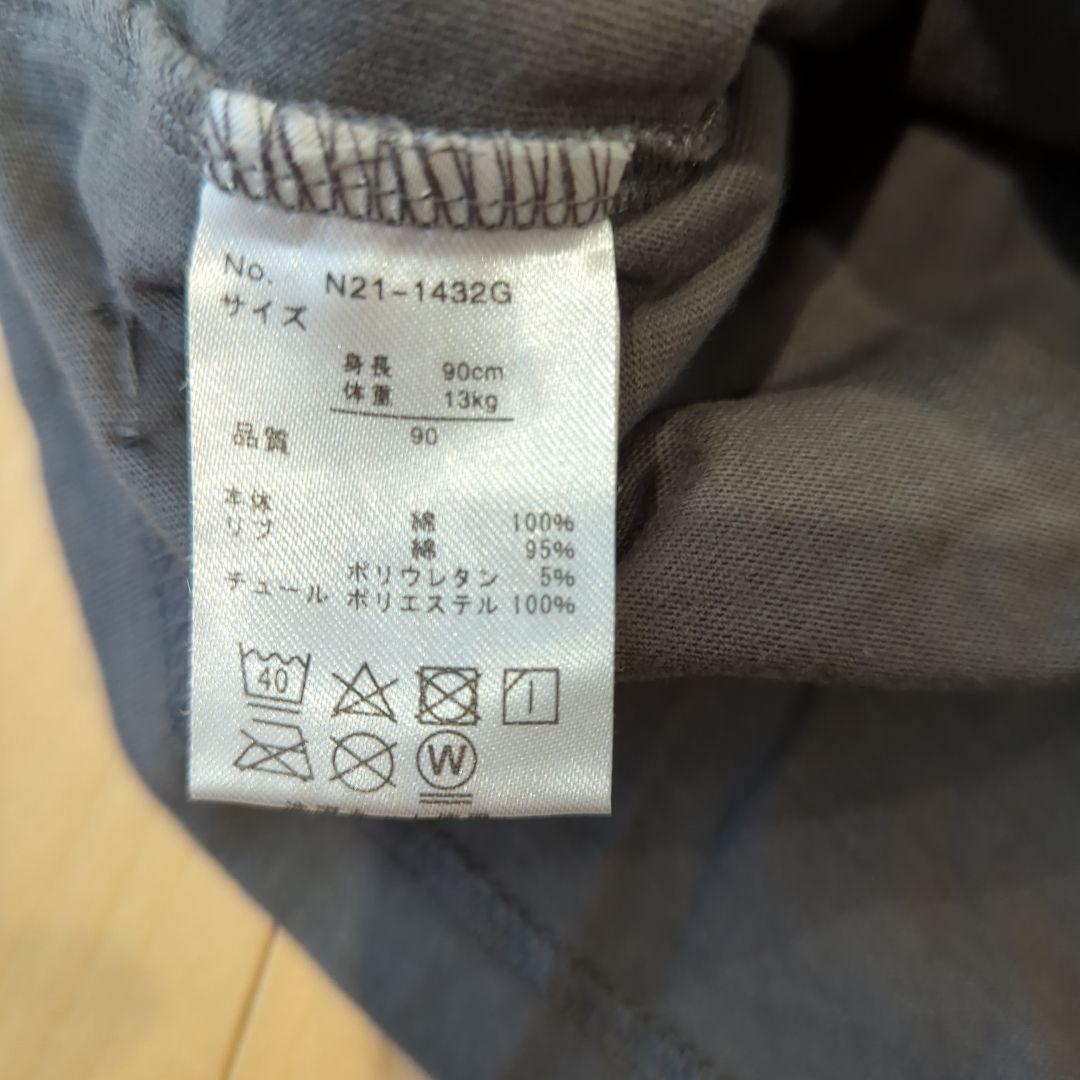 No. N21-1432G
サイズ
身長 90cm
体重 13kg
90
品質
本体 綿 100%
リブ 綿 95%
ポリウレタン 5%
チュール ポリエステル 100%
40
W